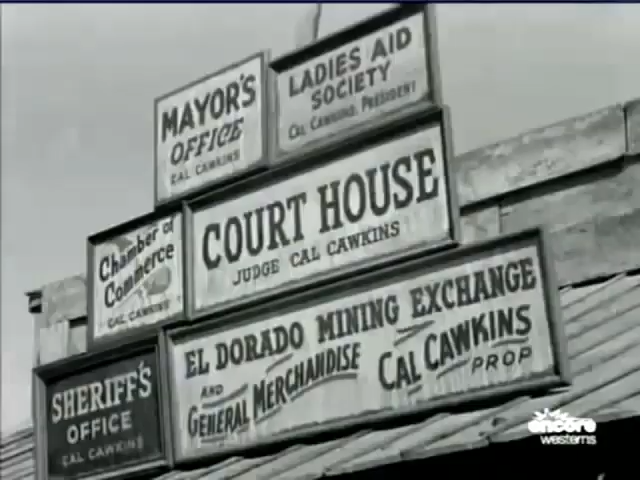 MAYOR'S
OFFICE
CAL CAWKINS
LADIES AID
SOCIETY
CAL CAWKINS, PRESIDENT
Chamber of
Commerce
CAL CAWKINS
COURT HOUSE
JUDGE CAL CAWKINS
SHERIFF'S
OFFICE
CAL CAWKINS
EL DORADO MINING EXCHANGE
AND
GENERAL MERCHANDISE
CAL CAWKINS
PROP
encore
westerns